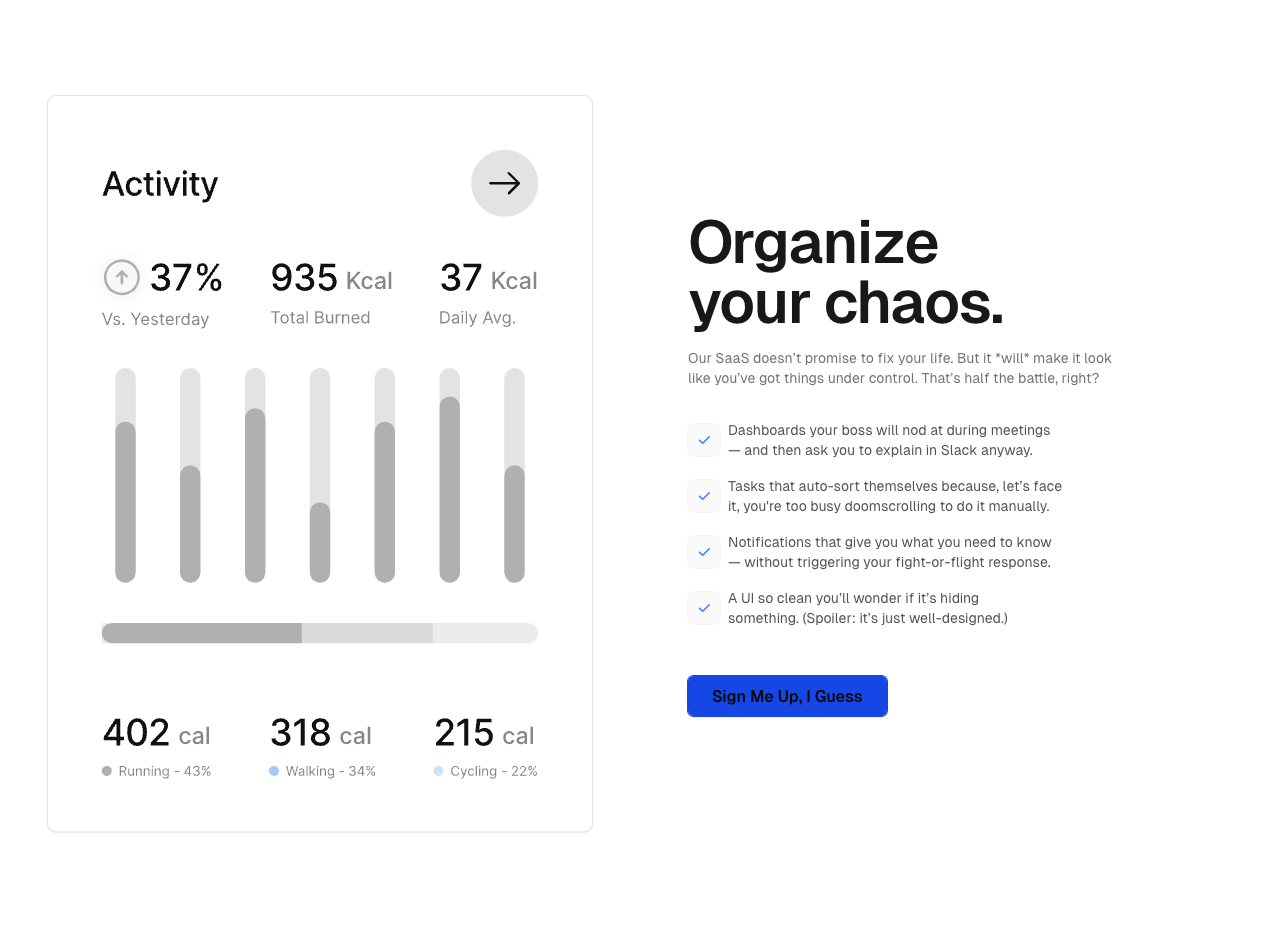 Activity
37%
Vs. Yesterday
935 Kcal
Total Burned
37 Kcal
Daily Avg.
402 cal
Running - 43%
318 cal
Walking - 34%
215 cal
Cycling - 22%
Organize
your chaos.
Our SaaS doesn’t promise to fix your life. But it *will* make it look
like you’ve got things under control. That’s half the battle, right?
Dashboards your boss will nod at during meetings
— and then ask you to explain in Slack anyway.
Tasks that auto-sort themselves because, let’s face
it, you're too busy doomscrolling to do it manually.
Notifications that give you what you need to know
— without triggering your fight-or-flight response.
A UI so clean you’ll wonder if it’s hiding
something. (Spoiler: it’s just well-designed.)
Sign Me Up, I Guess